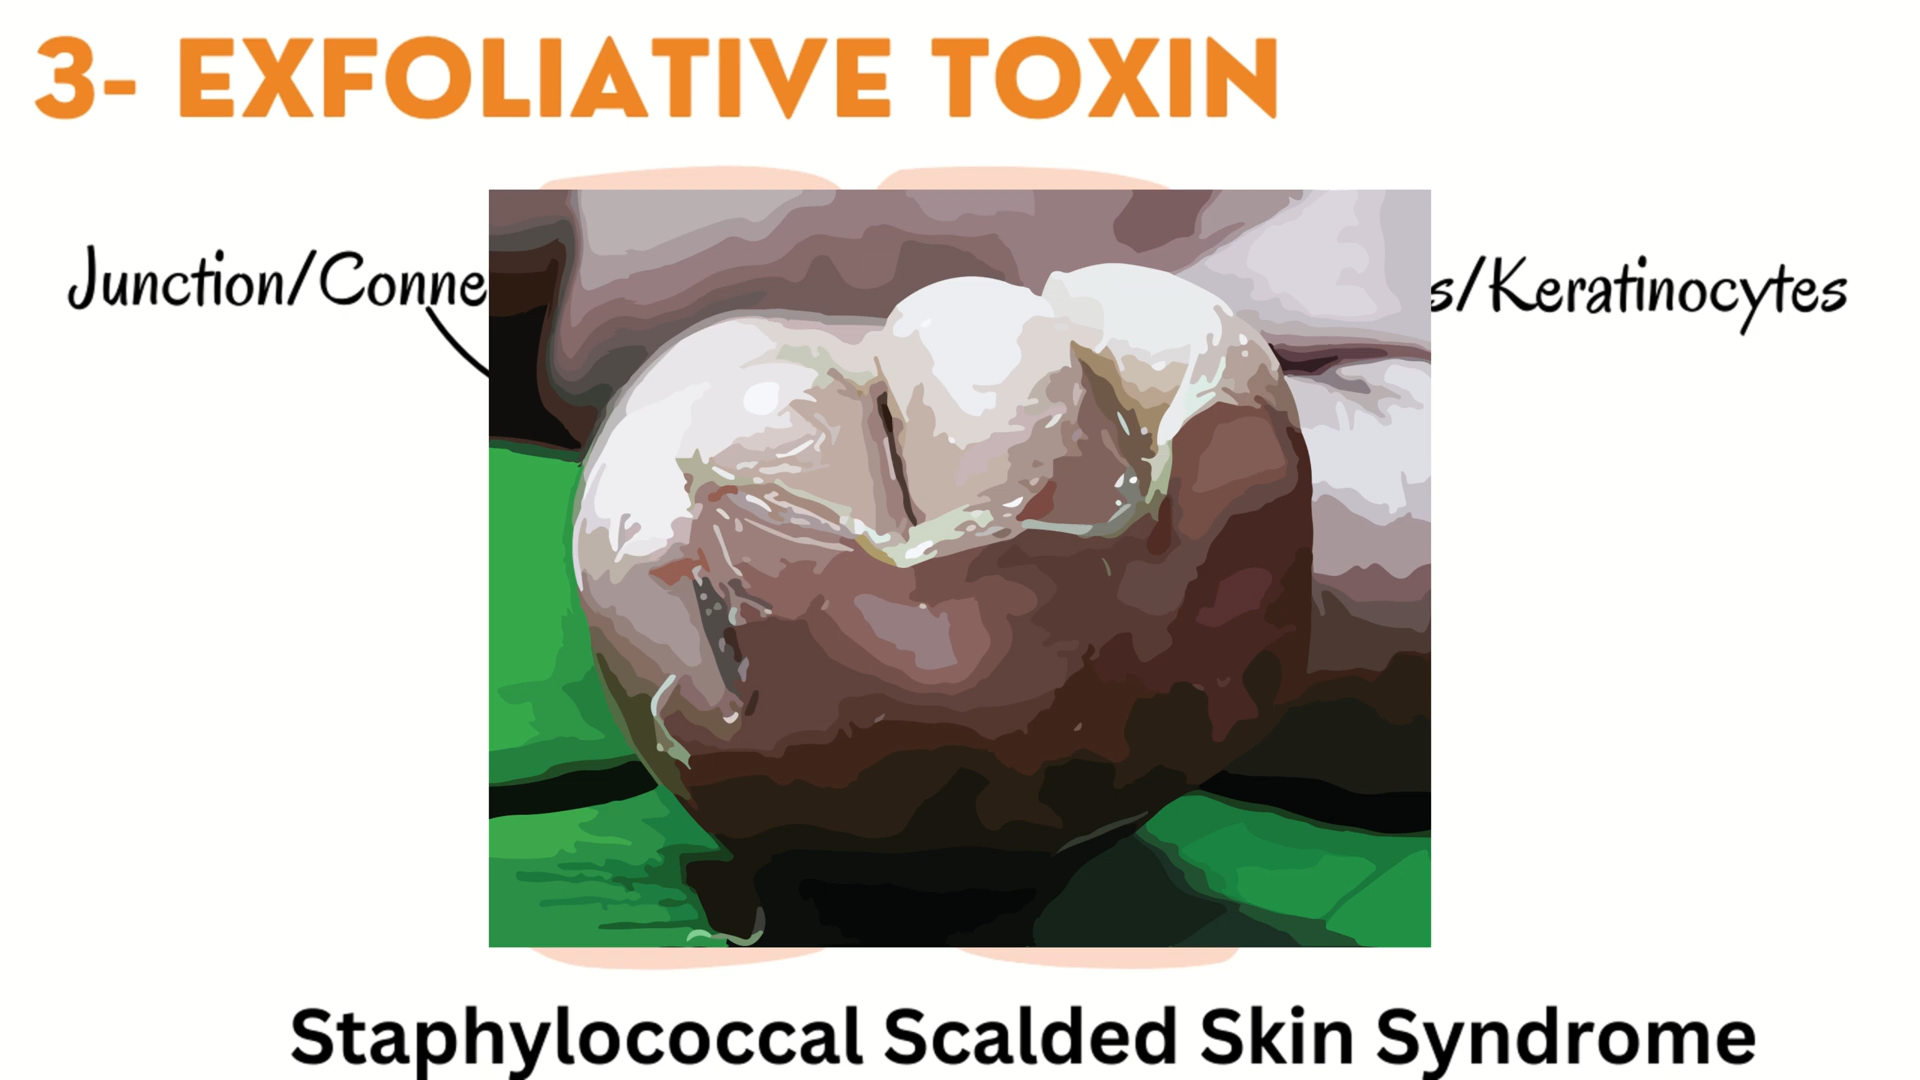 3- EXFOLIATIVE TOXIN
Junction/Conne
s/Keratinocytes
Staphylococcal Scalded Skin Syndrome